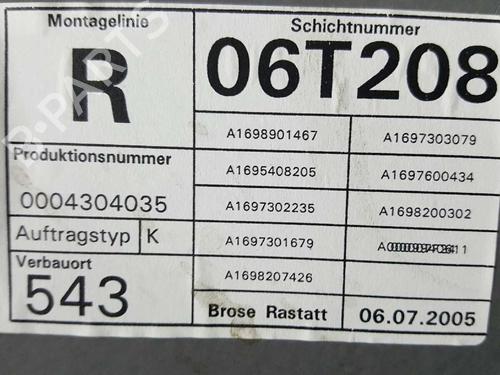 Montagelinie
Schichtnummer
R
06T208
A1698901467
A1697303079
Produktionsnummer
0004304035
A1695408205
A1697600434
A1697302235
A1698200302
Auftragstyp K
A1697301679
Verbauort
543
A1698207426
Brose Rastatt
06.07.2005
B-PARTS